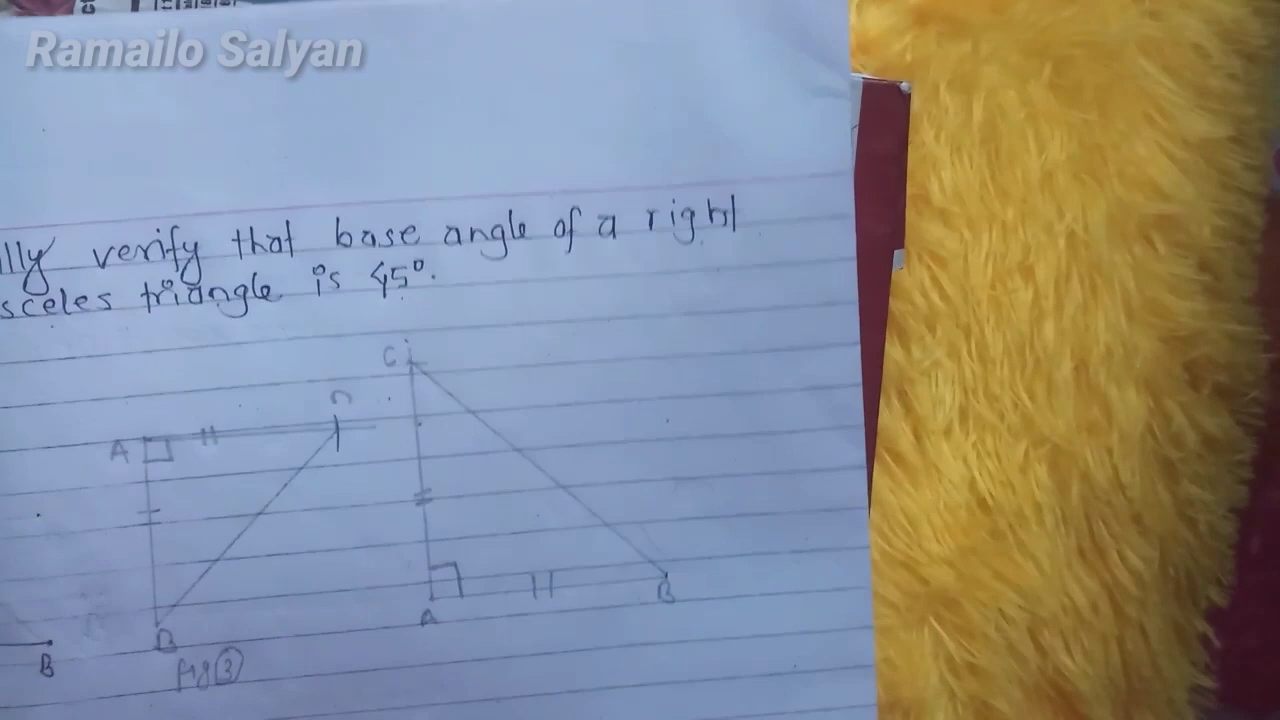 Ramailo Salyan
lly verify that base angle of a right
sceles triangle is 45°.
C
A
C
A
B
B
B
fig ③